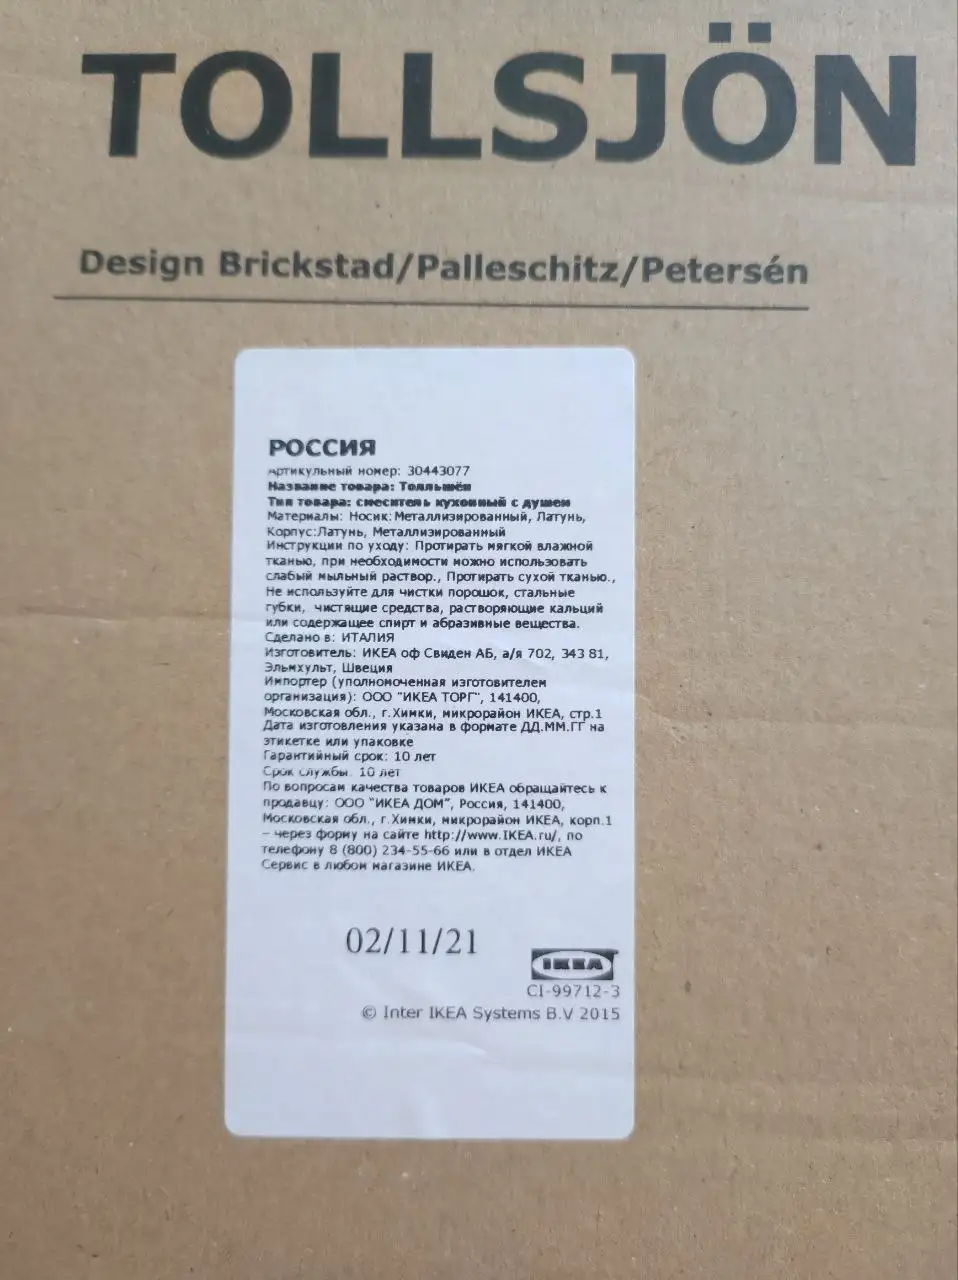 TOLLSJÖN
Design Brickstad/Palleschitz/Petersén
РОССИЯ
Артикульный номер: 30443077
Название товара: Толльшён
Тип товара: смеситель кухонный с душем
Материалы: Носик:Металлизированный, Латунь,
Корпус:Латунь, Металлизированный
Инструкции по уходу: Протирать мягкой влажной
тканью, при необходимости можно использовать
слабый мыльный раствор., Протирать сухой тканью.,
Не используйте для чистки порошок, стальные
губки, чистящие средства, растворяющие кальций
или содержащее спирт и абразивные вещества.
Сделано в: ИТАЛИЯ
Изготовитель: ИКЕА оф Свиден АБ, а/я 702, 343 81,
Эльмхульт, Швеция
Импортер (уполномоченная изготовителем
организация): ООО "ИКЕА ТОРГ", 141400,
Московская обл., г.Химки, микрорайон ИКЕА, стр.1
Дата изготовления указана в формате ДД.ММ.ГГ на
этикетке или упаковке
Гарантийный срок: 10 лет
Срок службы: 10 лет
По вопросам качества товаров ИКЕА обращайтесь к
продавцу: ООО "ИКЕА ДОМ", Россия, 141400,
Московская обл., г.Химки, микрорайон ИКЕА, корп.1
– через форму на сайте http://www.IKEA.ru/, по
телефону 8 (800) 234-55-66 или в отдел ИКЕА
Сервис в любом магазине ИКЕА.
02/11/21
IKEA
CI-99712-3
© Inter IKEA Systems B.V 2015